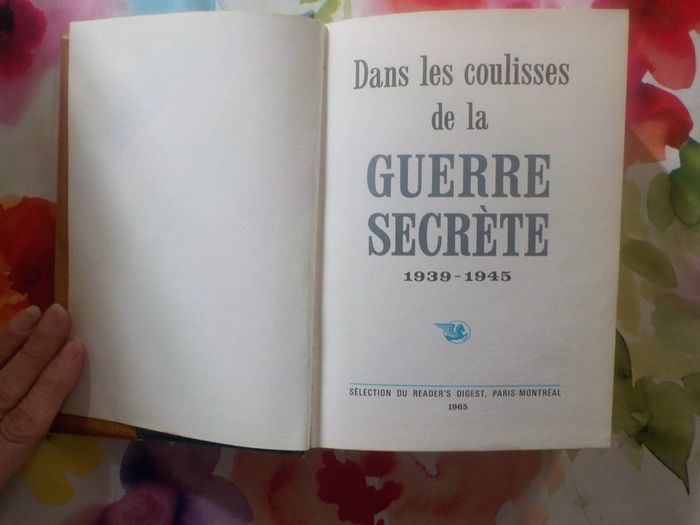 Dans les coulisses
de la
GUERRE
SECRÈTE
1939-1945
SÉLECTION DU READER'S DIGEST, PARIS-MONTRÉAL
1965